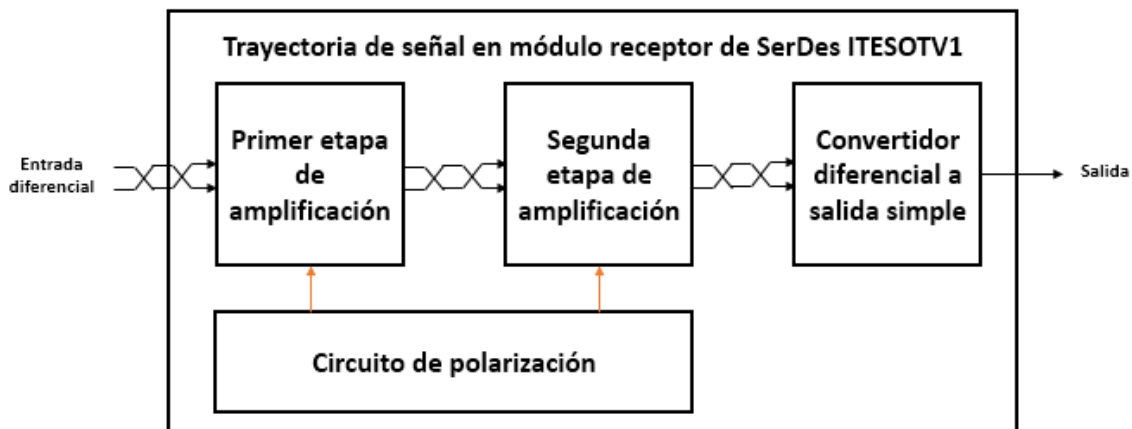 Trayectoria de señal en módulo receptor de SerDes ITESOTV1
Entrada
diferencial
Primer etapa
de
amplificación
Segunda
etapa de
amplificación
Convertidor
diferencial a
salida simple
Salida
Circuito de polarización